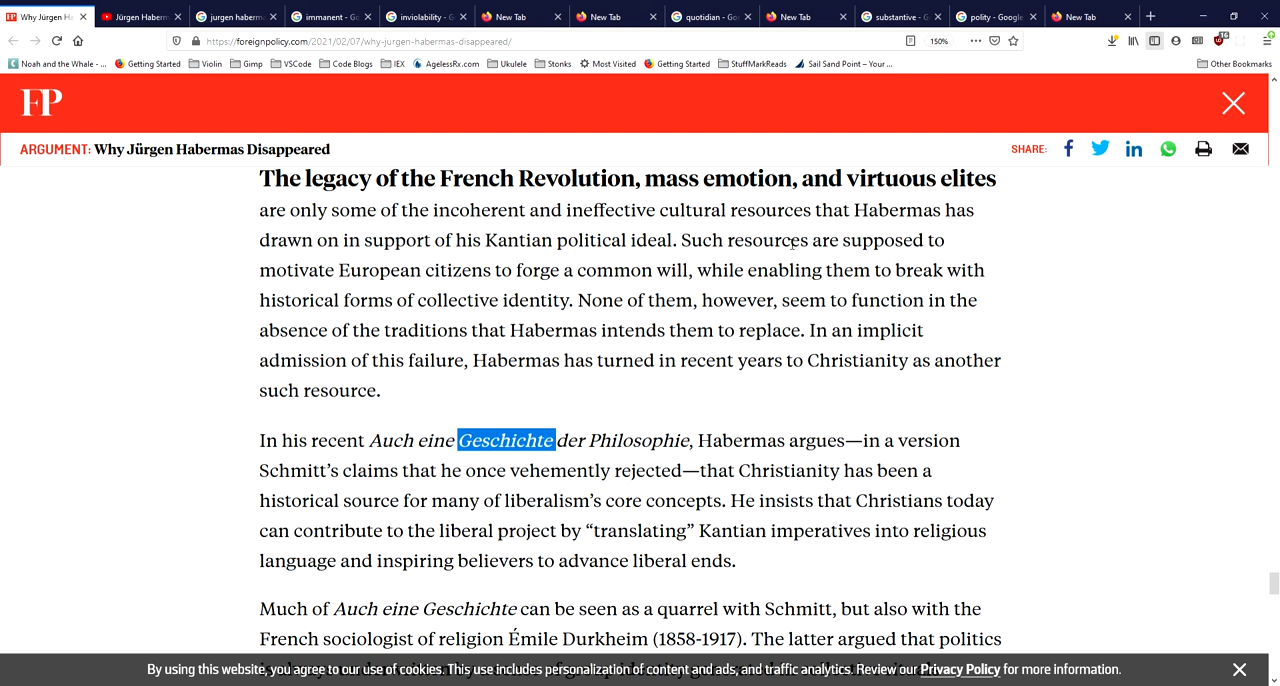 Why Jürgen Ha
Jürgen Haberm
jurgen haberma
immanent - Go
inviolability - G
New Tab
New Tab
quotidian - Goo
New Tab
substantive - G
polity - Google
New Tab
https://foreignpolicy.com/2021/02/07/why-jurgen-habermas-disappeared/
150%
Noah and the Whale - ...
Getting Started
Violin
Gimp
VSCode
Code Blogs
IEX
AgelessRx.com
Ukulele
Stonks
Most Visited
Getting Started
StuffMarkReads
Sail Sand Point – Your ...
Other Bookmarks
FP
ARGUMENT: Why Jürgen Habermas Disappeared
SHARE:
The legacy of the French Revolution, mass emotion, and virtuous elites
are only some of the incoherent and ineffective cultural resources that Habermas has
drawn on in support of his Kantian political ideal. Such resources are supposed to
motivate European citizens to forge a common will, while enabling them to break with
historical forms of collective identity. None of them, however, seem to function in the
absence of the traditions that Habermas intends them to replace. In an implicit
admission of this failure, Habermas has turned in recent years to Christianity as another
such resource.
In his recent Auch eine Geschichte der Philosophie, Habermas argues—in a version
Schmitt’s claims that he once vehemently rejected—that Christianity has been a
historical source for many of liberalism’s core concepts. He insists that Christians today
can contribute to the liberal project by “translating” Kantian imperatives into religious
language and inspiring believers to advance liberal ends.
Much of Auch eine Geschichte can be seen as a quarrel with Schmitt, but also with the
French sociologist of religion Émile Durkheim (1858-1917). The latter argued that politics
By using this website, you agree to our use of cookies. This use includes personalization of content and ads, and traffic analytics. Review our Privacy Policy for more information.